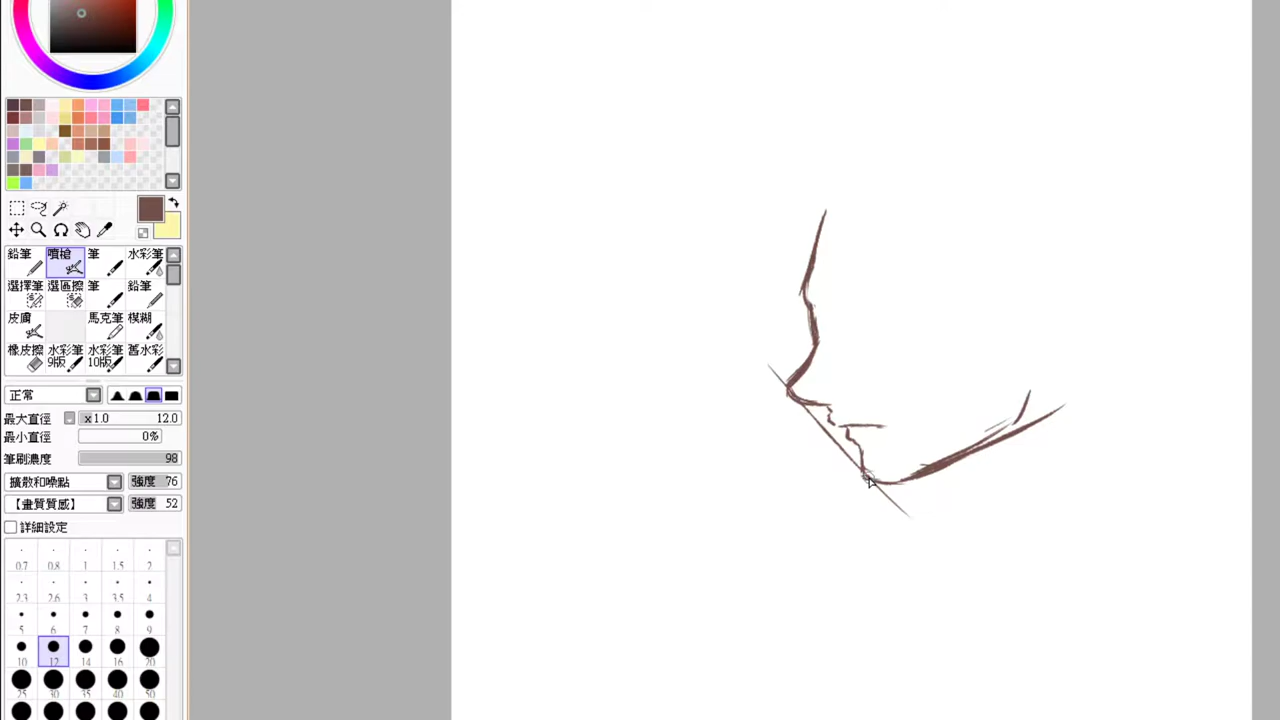 鉛筆 噴槍 筆 水彩筆
選擇筆 選區擦 筆 鉛筆
皮膚 馬克筆 模糊
橡皮擦 水彩筆9版 水彩筆10版 舊水彩
正常
最大直徑 x1.0 12.0
最小直徑 0%
筆刷濃度 98
擴散和噪點 強度 76
【畫質質感】 強度 52
詳細設定
0.7 0.8 1 1.5 2
2.3 2.6 3 3.5 4
5 6 7 8 9
10 12 14 16 20
25 30 35 40 50